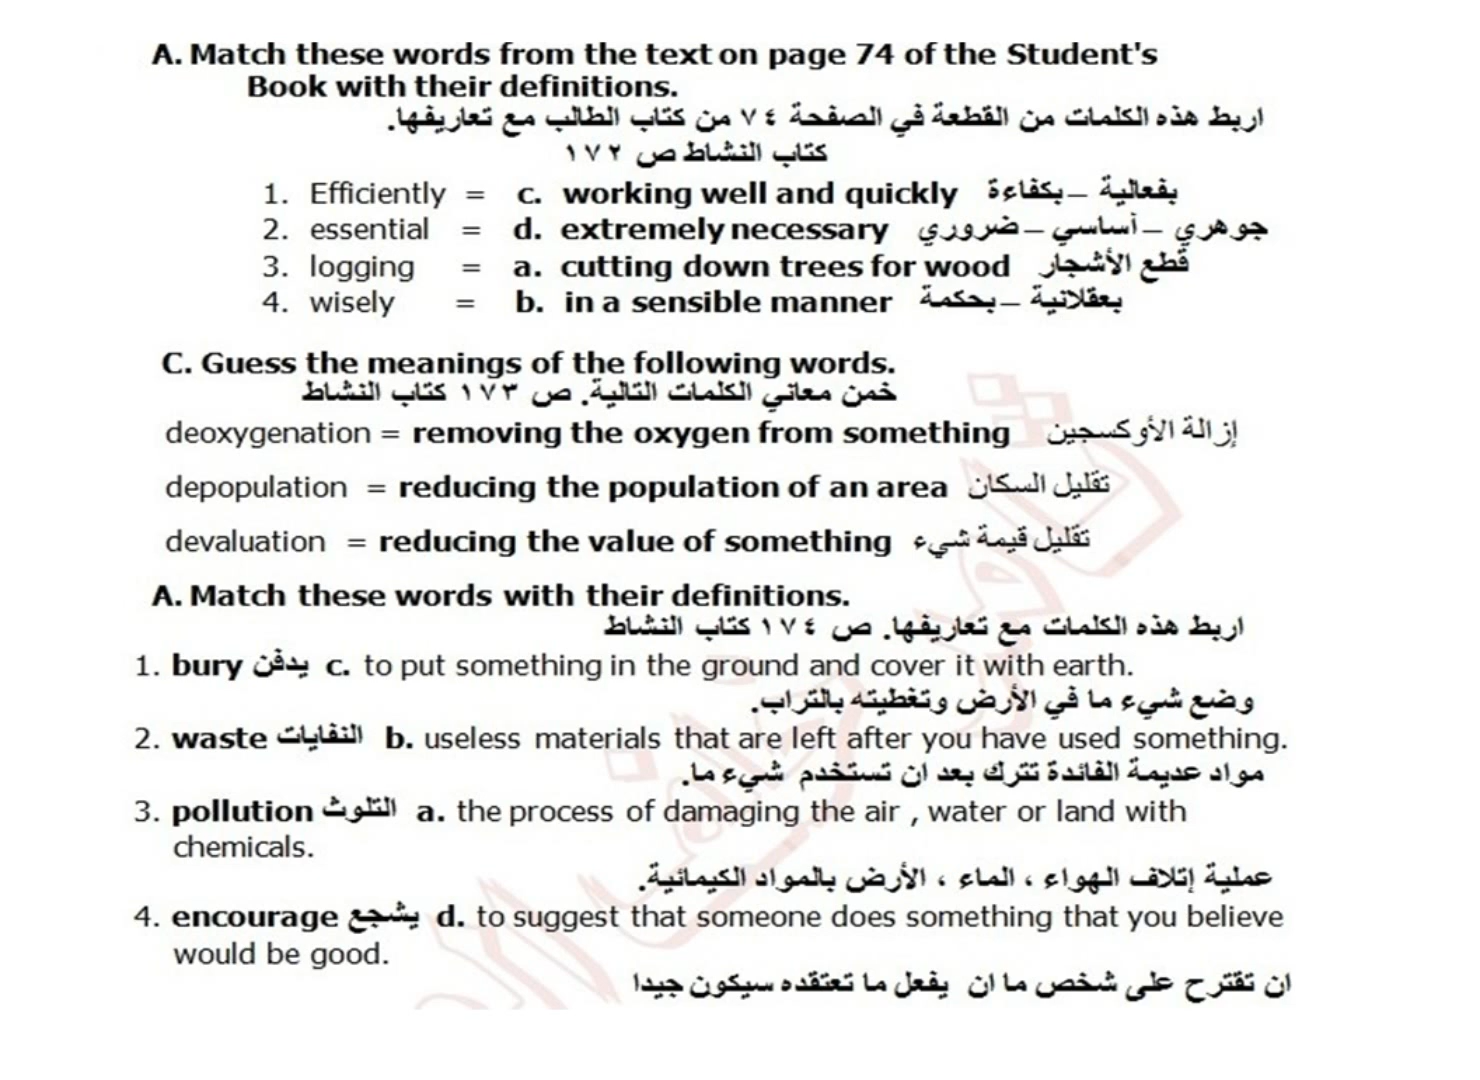 A. Match these words from the text on page 74 of the Student's
Book with their definitions.
اربط هذه الكلمات من القطعة في الصفحة ٧٤ من كتاب الطالب مع تعاريفها.
كتاب النشاط ص ١٧٢
1. Efficiently = c. working well and quickly بفعالية – بكفاءة
2. essential = d. extremely necessary جوهري – أساسي – ضروري
3. logging = a. cutting down trees for wood قطع الأشجار
4. wisely = b. in a sensible manner بعقلانية – بحكمة
C. Guess the meanings of the following words.
خمن معاني الكلمات التالية. ص ١٧٣ كتاب النشاط
deoxygenation = removing the oxygen from something إزالة الأوكسجين
depopulation = reducing the population of an area تقليل السكان
devaluation = reducing the value of something تقليل قيمة شيء
A. Match these words with their definitions.
اربط هذه الكلمات مع تعاريفها. ص ١٧٤ كتاب النشاط
1. bury يدفن c. to put something in the ground and cover it with earth.
وضع شيء ما في الأرض وتغطيته بالتراب.
2. waste النفايات b. useless materials that are left after you have used something.
مواد عديمة الفائدة تترك بعد ان تستخدم شيء ما.
3. pollution التلوث a. the process of damaging the air , water or land with
chemicals.
عملية إتلاف الهواء ، الماء ، الأرض بالمواد الكيمائية.
4. encourage يشجع d. to suggest that someone does something that you believe
would be good.
ان تقترح على شخص ما ان يفعل ما تعتقده سيكون جيدا